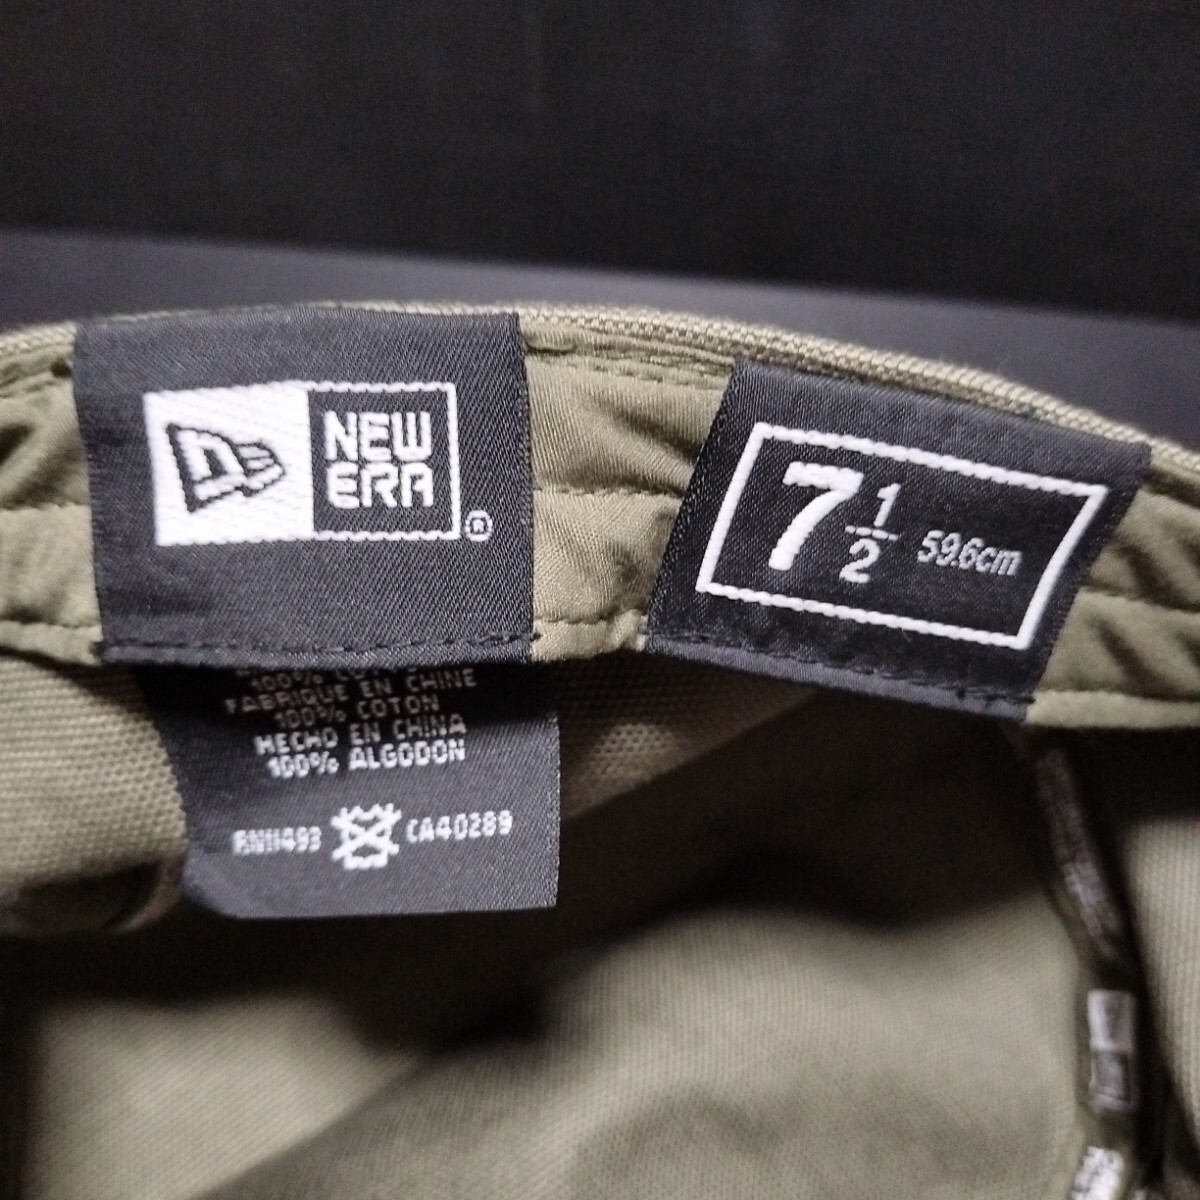 NEW
ERA ®
7 1/2 59.6cm
100%
FABRIQUE EN CHINE
100% COTON
HECHO EN CHINA
100% ALGODON
RN11493 CA40289